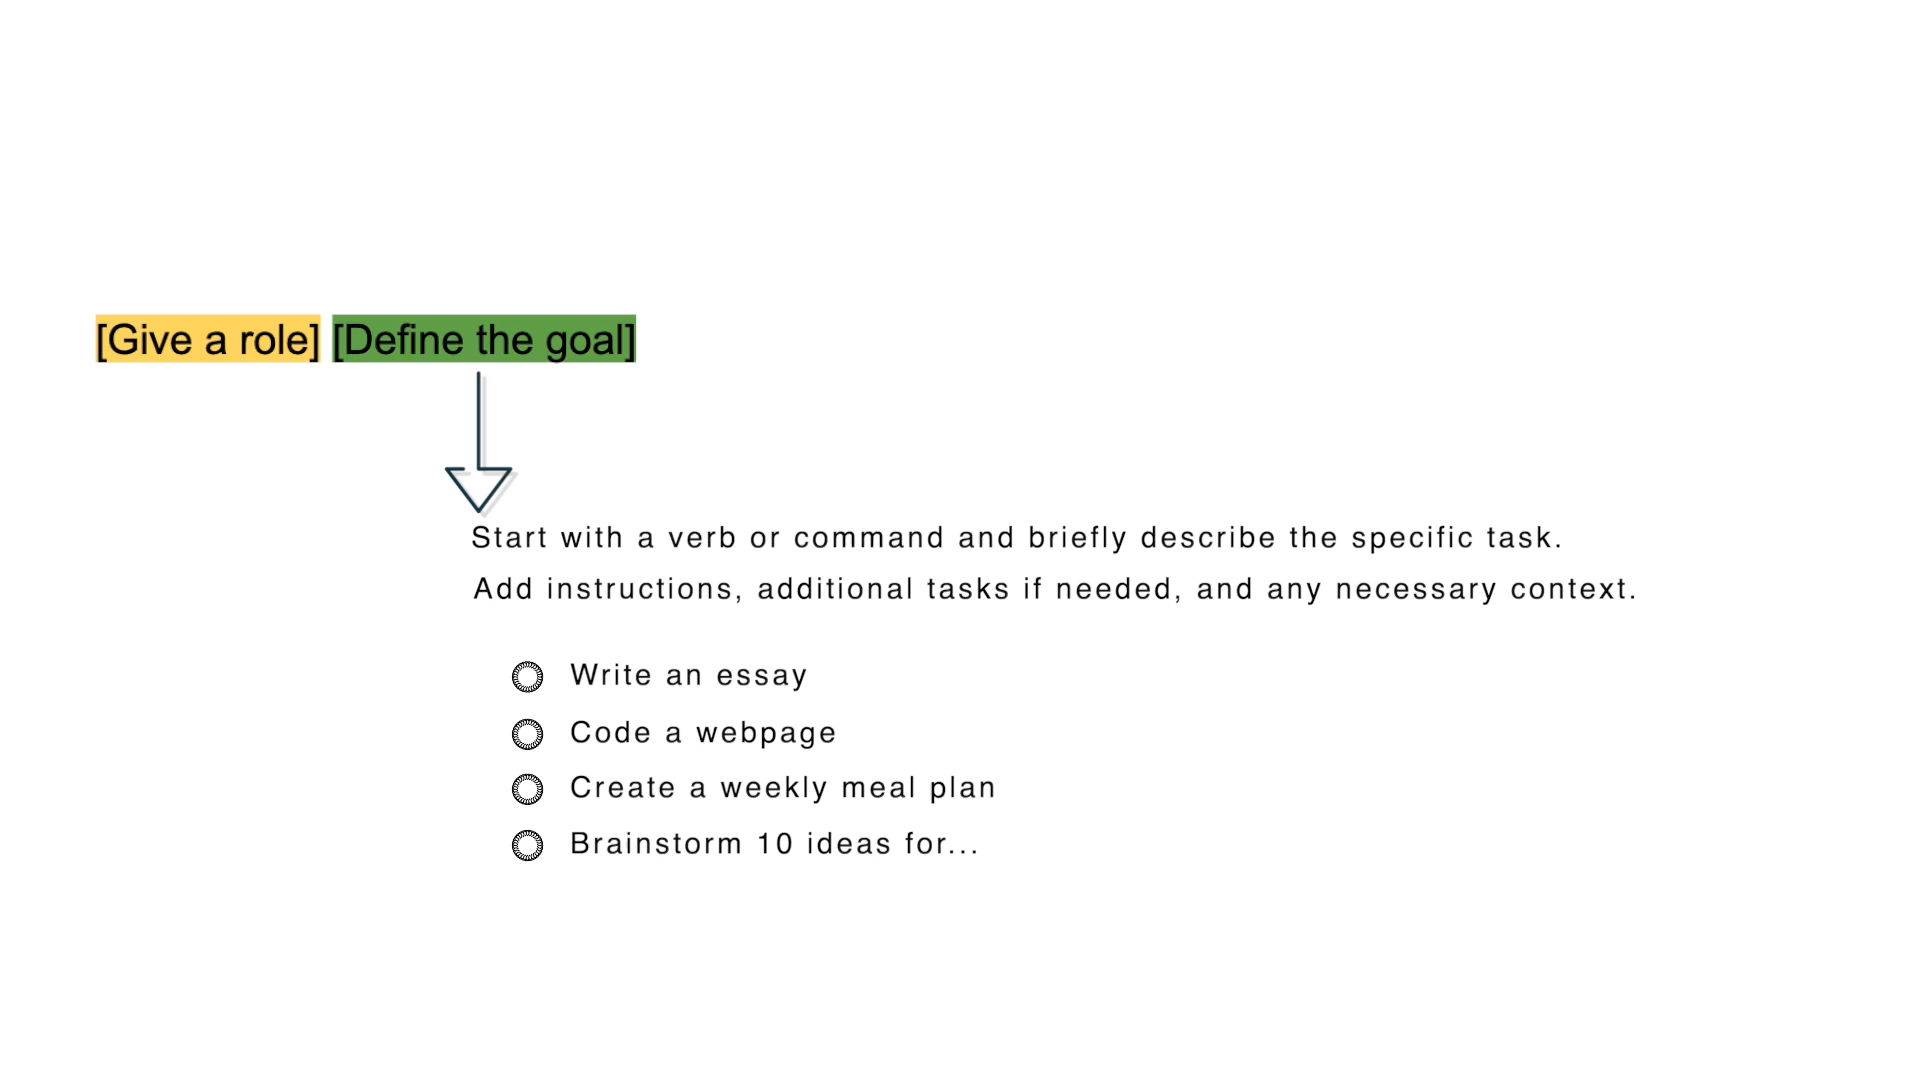 [Give a role] [Define the goal]
Start with a verb or command and briefly describe the specific task.
Add instructions, additional tasks if needed, and any necessary context.
Write an essay
Code a webpage
Create a weekly meal plan
Brainstorm 10 ideas for...